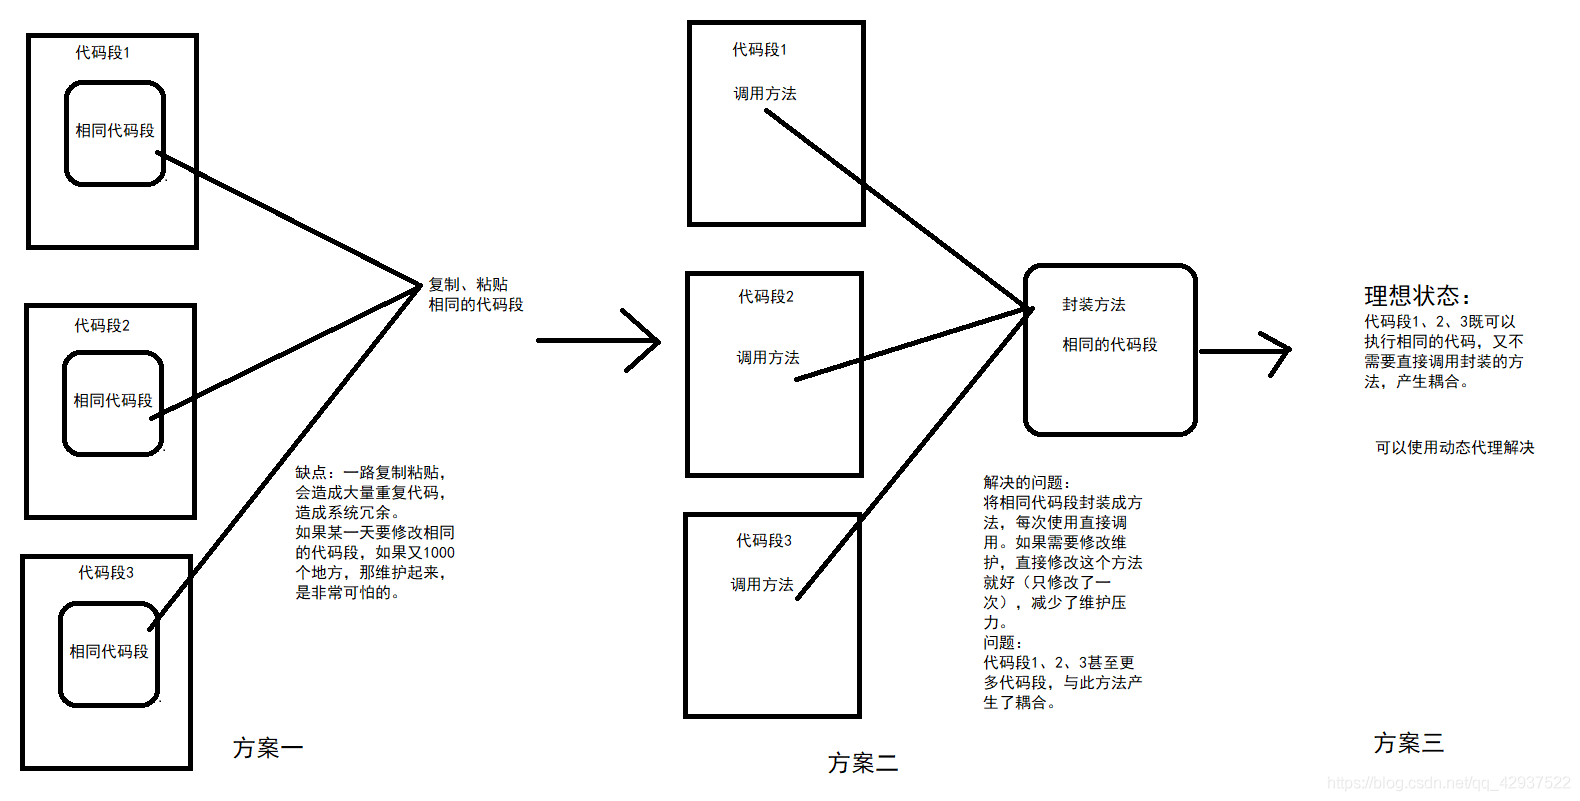 代码段1
相同代码段
代码段2
相同代码段
代码段3
相同代码段
复制、粘贴
相同的代码段
缺点：一路复制粘贴，
会造成大量重复代码，
造成系统冗余。
如果某一天要修改相同
的代码段，如果又1000
个地方，那维护起来，
是非常可怕的。
方案一
代码段1
调用方法
代码段2
调用方法
代码段3
调用方法
封装方法
相同的代码段
解决的问题：
将相同代码段封装成方
法，每次使用直接调
用。如果需要修改维
护，直接修改这个方法
就好（只修改了一
次），减少了维护压
力。
问题：
代码段1、2、3甚至更
多代码段，与此方法产
生了耦合。
方案二
理想状态：
代码段1、2、3既可以
执行相同的代码，又不
需要直接调用封装的方
法，产生耦合。
可以使用动态代理解决
方案三
https://blog.csdn.net/qq_42937522